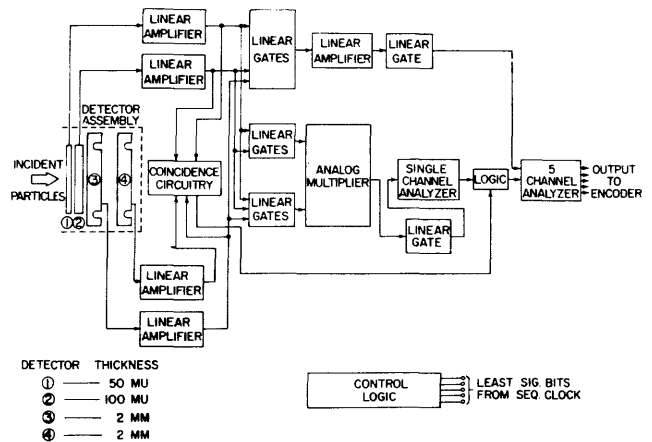 LINEAR
AMPLIFIER
LINEAR
AMPLIFIER
LINEAR
GATES
LINEAR
AMPLIFIER
LINEAR
GATE
DETECTOR
ASSEMBLY
INCIDENT
PARTICLES
① ② ③ ④
COINCIDENCE
CIRCUITRY
LINEAR
GATES
LINEAR
GATES
ANALOG
MULTIPLIER
SINGLE
CHANNEL
ANALYZER
LINEAR
GATE
LOGIC
5
CHANNEL
ANALYZER
OUTPUT
TO
ENCODER
LINEAR
AMPLIFIER
LINEAR
AMPLIFIER
DETECTOR THICKNESS
① 50 MU
② 100 MU
③ 2 MM
④ 2 MM
CONTROL
LOGIC
LEAST SIG. BITS
FROM SEQ. CLOCK